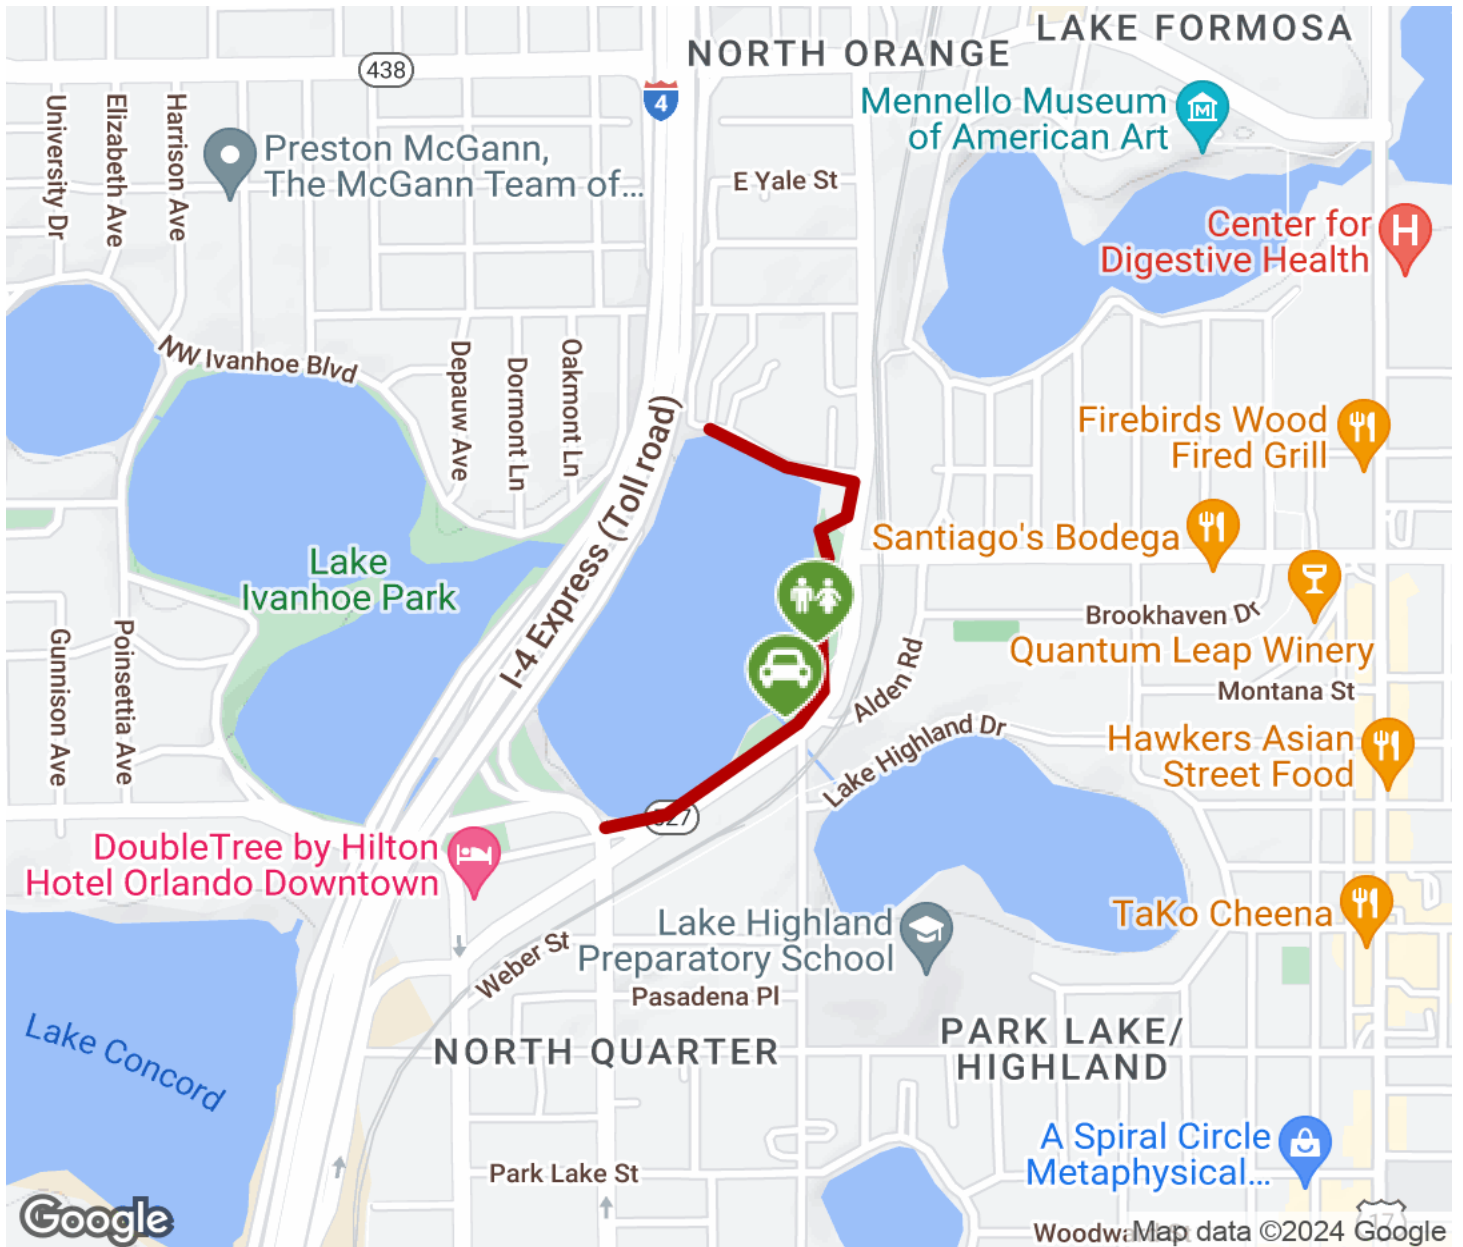 LAKE FORMOSA
NORTH ORANGE
438
4
Mennello Museum
of American Art
University Dr
Elizabeth Ave
Harrison Ave
Preston McGann,
The McGann Team of...
E Yale St
Center for
Digestive Health
H
NW Ivanhoe Blvd
Depauw Ave
Dormont Ln
Oakmont Ln
I-4 Express (Toll road)
Firebirds Wood
Fired Grill
Santiago's Bodega
Lake
Ivanhoe Park
Brookhaven Dr
Quantum Leap Winery
Gunnison Ave
Poinsettia Ave
Alden Rd
Montana St
Lake Highland Dr
Hawkers Asian
Street Food
527
DoubleTree by Hilton
Hotel Orlando Downtown
TaKo Cheena
Lake Highland
Preparatory School
Weber St
Pasadena Pl
Lake Concord
NORTH QUARTER
PARK LAKE/
HIGHLAND
A Spiral Circle
Metaphysical...
Park Lake St
17
Google
Map data ©2024 Google